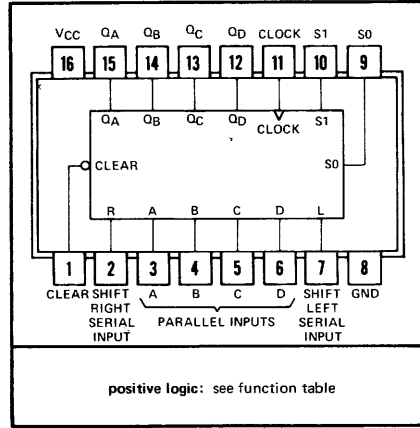 VCC QA QB QC QD CLOCK S1 S0
16 15 14 13 12 11 10 9
QA QB QC QD CLOCK S1
CLEAR S0
R A B C D L
1 2 3 4 5 6 7 8
CLEAR SHIFT RIGHT SERIAL INPUT A B C D SHIFT LEFT SERIAL INPUT GND
PARALLEL INPUTS
positive logic: see function table